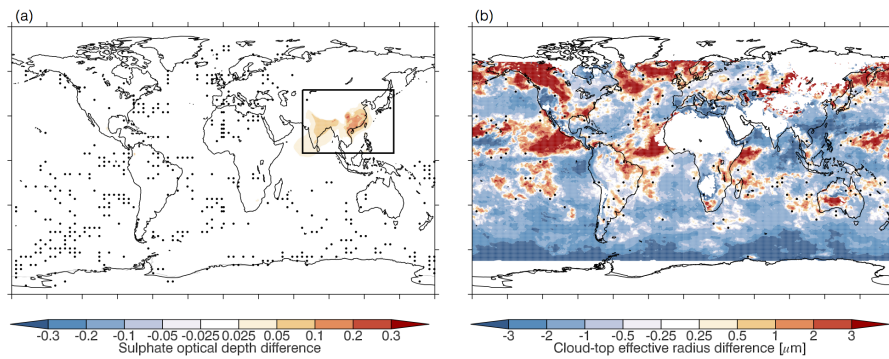 (a)
(b)
-0.3 -0.2 -0.1 -0.05 -0.025 0.025 0.05 0.1 0.2 0.3
Sulphate optical depth difference
-3 -2 -1 -0.5 -0.25 0.25 0.5 1 2 3
Cloud-top effective radius difference [μm]